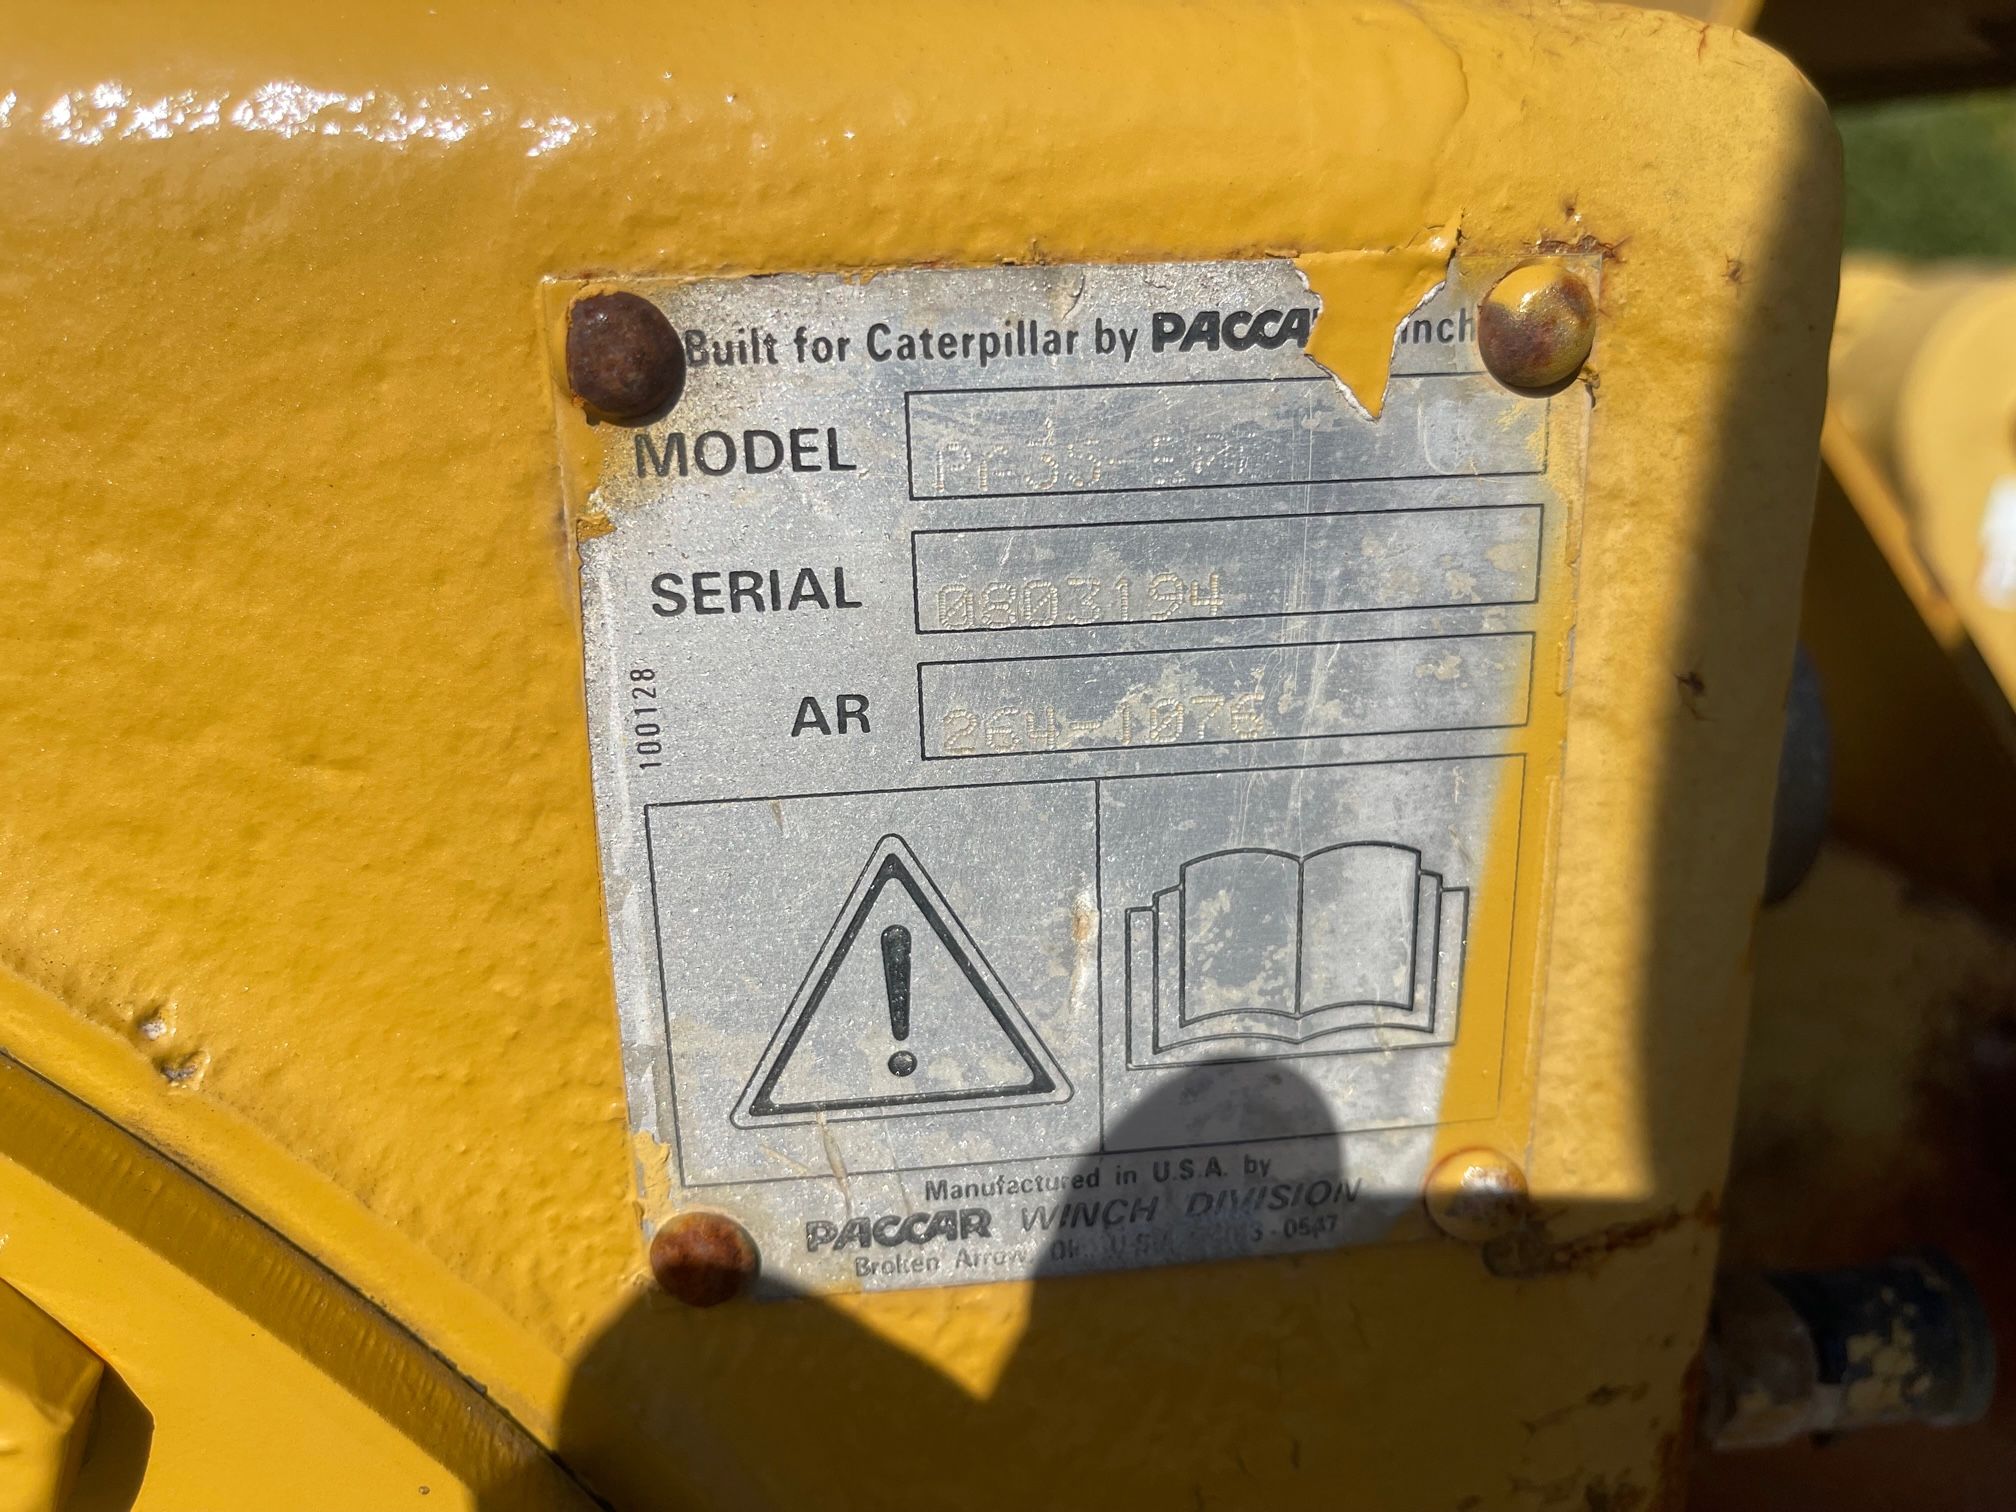 Built for Caterpillar by PACCA inch
MODEL
SERIAL 0803194
AR 264-1076
100128
Manufactured in U.S.A. by
PACCAR WINCH DIVISION
Broken Arrow